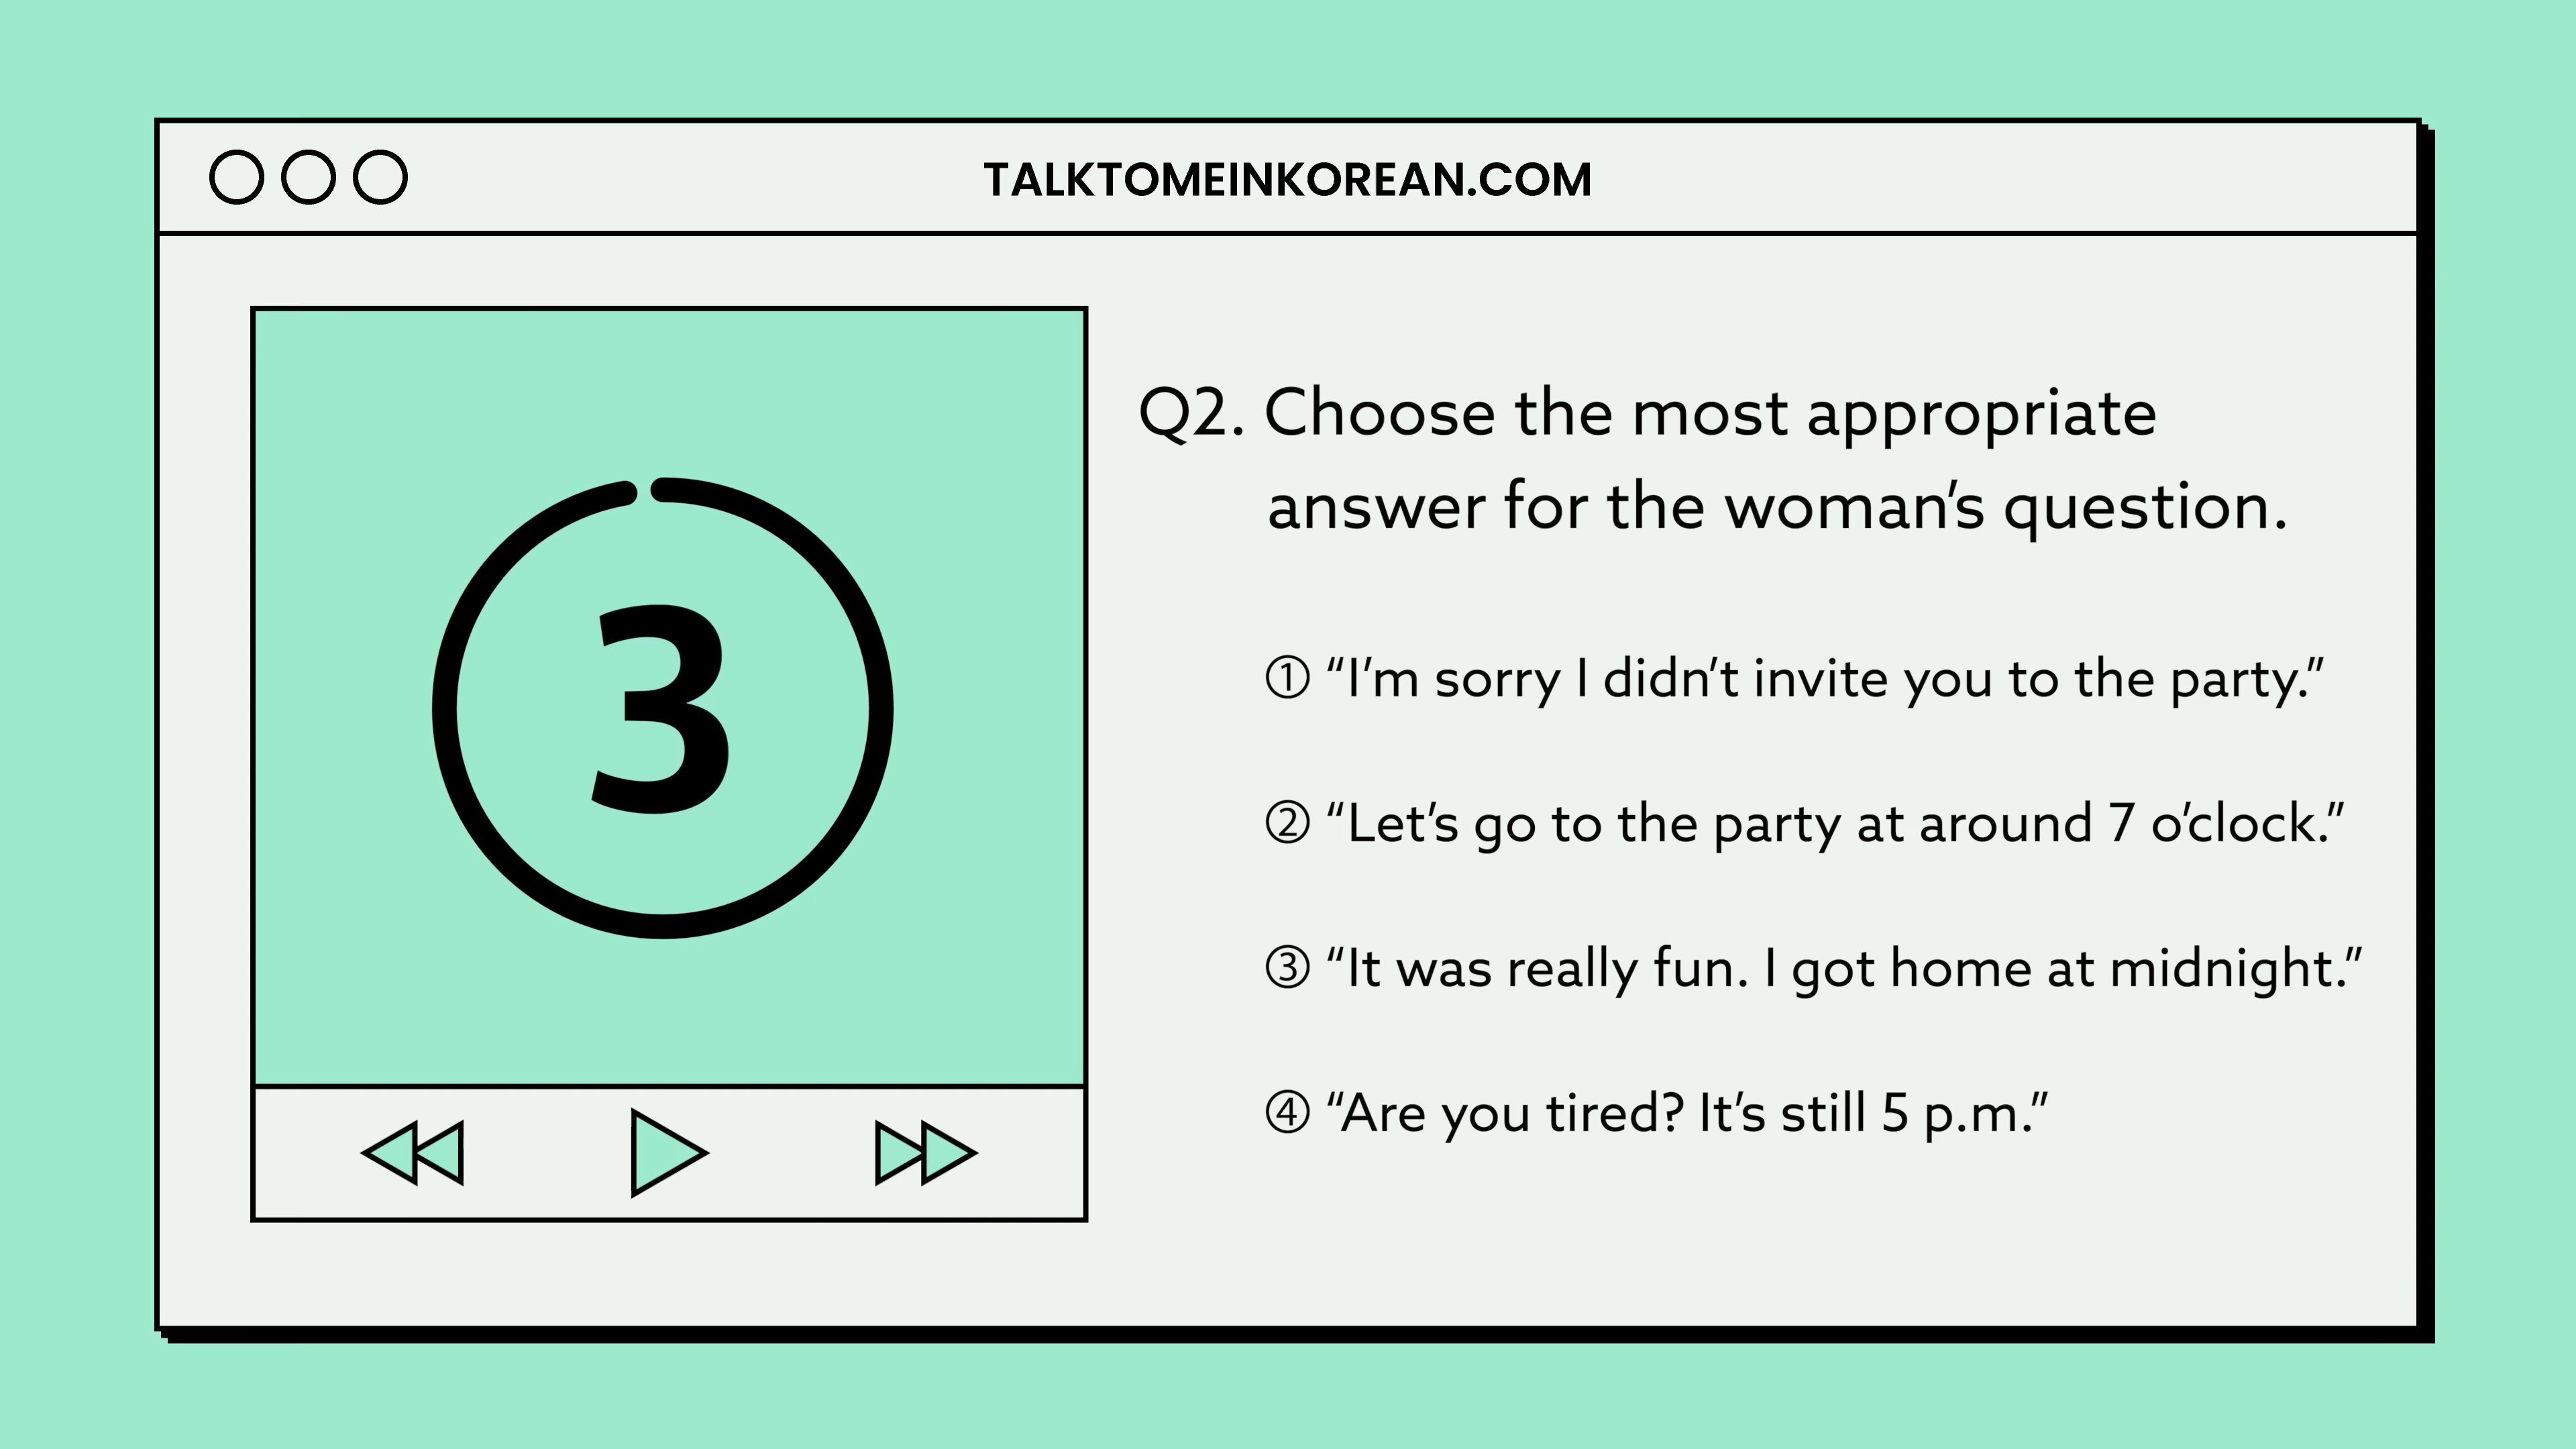 TALKTOMEINKOREAN.COM
3
Q2. Choose the most appropriate
answer for the woman’s question.
① “I’m sorry I didn’t invite you to the party.”
② “Let’s go to the party at around 7 o’clock.”
③ “It was really fun. I got home at midnight.”
④ “Are you tired? It’s still 5 p.m.”